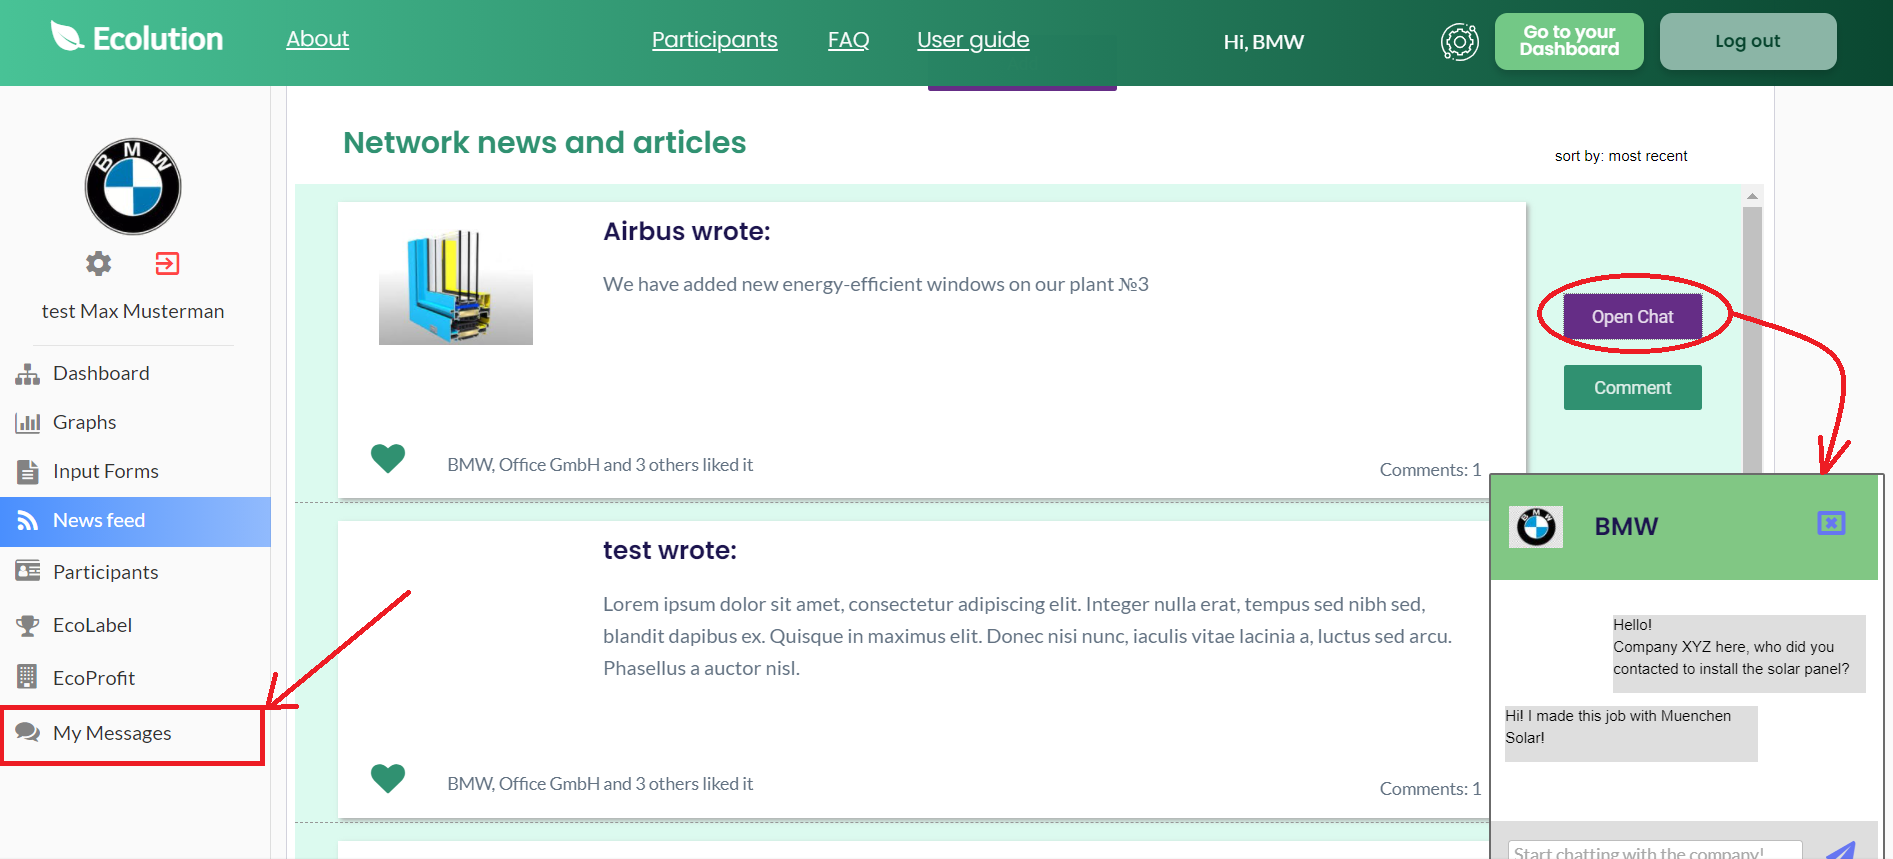 Ecolution
About
Participants
FAQ
User guide
Hi, BMW
Go to your
Dashboard
Log out
BMW
test Max Musterman
Dashboard
Graphs
Input Forms
News feed
Participants
EcoLabel
EcoProfit
My Messages
Network news and articles
sort by: most recent
Airbus wrote:
We have added new energy-efficient windows on our plant №3
BMW, Office GmbH and 3 others liked it
Comments: 1
Open Chat
Comment
test wrote:
Lorem ipsum dolor sit amet, consectetur adipiscing elit. Integer nulla erat, tempus sed nibh sed,
blandit dapibus ex. Quisque in maximus elit. Donec nisi nunc, iaculis vitae lacinia a, luctus sed arcu.
Phasellus a auctor nisl.
BMW, Office GmbH and 3 others liked it
Comments: 1
BMW
BMW
Hello!
Company XYZ here, who did you
contacted to install the solar panel?
Hi! I made this job with Muenchen
Solar!
Start chatting with the company!